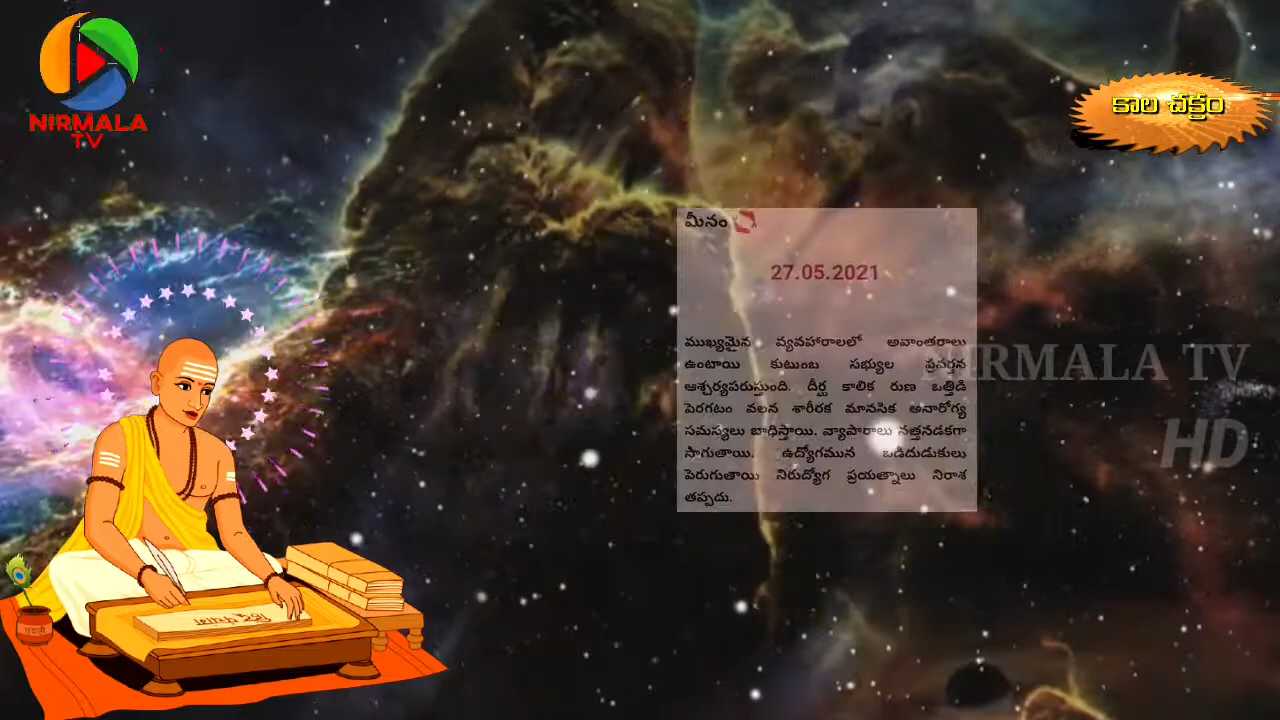 NIRMALA
TV
కాల చక్రం
మీనం
27.05.2021
ముఖ్యమైన వ్యవహారాలలో అవాంతరాలు
ఉంటాయి కుటుంబ సభ్యుల ప్రవర్తన
ఆశ్చర్యపరుస్తుంది. దీర్ఘ కాలిక రుణ ఒత్తిడి
పెరగటం వలన శారీరక మానసిక అనారోగ్య
సమస్యలు బాధిస్తాయి. వ్యాపారాలు నత్తనడకగా
సాగుతాయి. ఉద్యోగమున ఒడిదుడుకులు
పెరుగుతాయి నిరుద్యోగ ప్రయత్నాలు నిరాశ
తప్పదు.
NIRMALA TV
HD